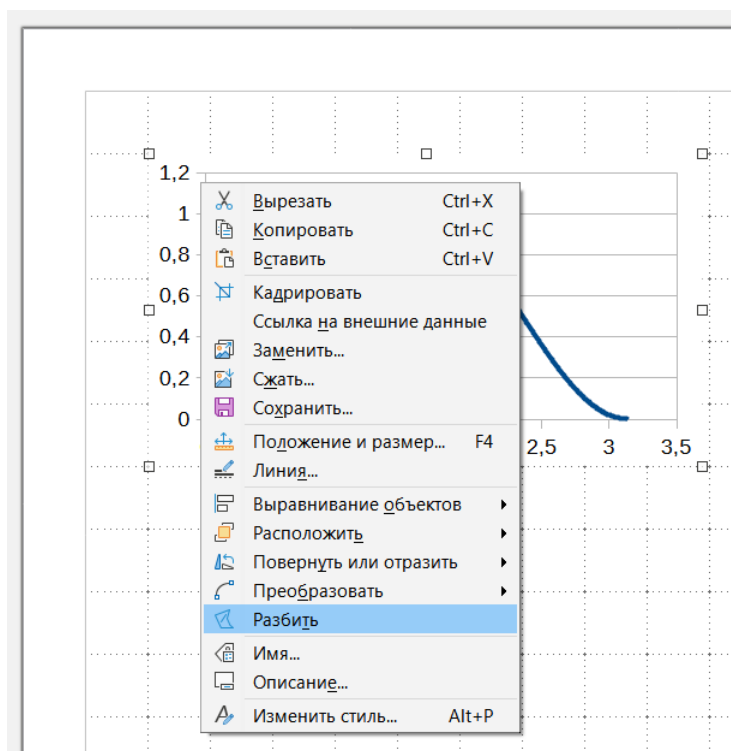 1,2
1
0,8
0,6
0,4
0,2
0
Вырезать Ctrl+X
Копировать Ctrl+C
Вставить Ctrl+V
Кадрировать
Ссылка на внешние данные
Заменить...
Сжать...
Сохранить...
Положение и размер... F4
Линия...
Выравнивание объектов
Расположить
Повернуть или отразить
Преобразовать
Разбить
Имя...
Описание...
Изменить стиль... Alt+P
2,5 3 3,5